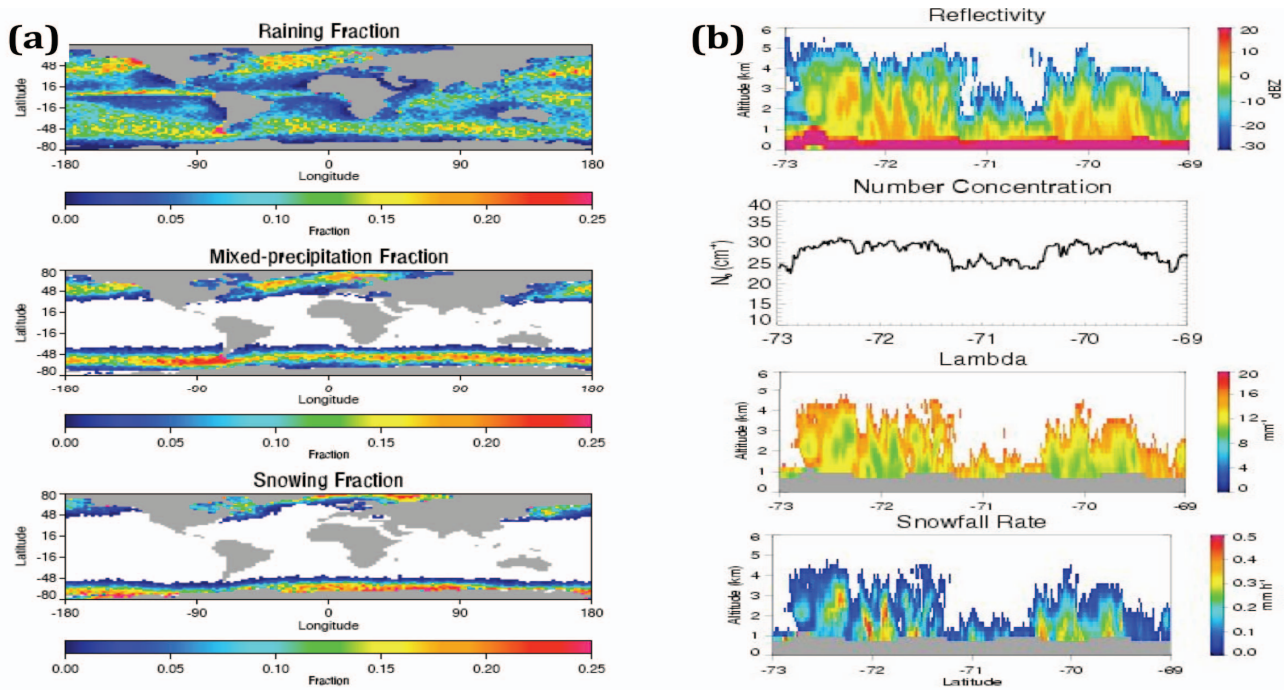 (a)
Raining Fraction
Latitude
80
48
16
-16
-48
-80
-180 -90 0 90 180
Longitude
0.00 0.05 0.10 0.15 0.20 0.25
Fraction
Mixed-precipitation Fraction
Latitude
80
48
16
-16
-48
-80
-180 -90 0 90 180
Longitude
0.00 0.05 0.10 0.15 0.20 0.25
Fraction
Snowing Fraction
Latitude
80
48
16
-16
-48
-80
-180 -90 0 90 180
Longitude
0.00 0.05 0.10 0.15 0.20 0.25
Fraction
(b)
Reflectivity
Altitude (km)
6
5
4
3
2
1
0
-73 -72 -71 -70 -69
20
10
0
-10
-20
-30
dBZ
Number Concentration
40
35
30
25
20
15
10
-73 -72 -71 -70 -69
Lambda
Altitude (km)
6
5
4
3
2
1
0
-73 -72 -71 -70 -69
20
16
12
8
4
0
mm¹
Snowfall Rate
Altitude (km)
6
5
4
3
2
1
0
-73 -72 -71 -70 -69
Latitude
0.5
0.4
0.3
0.2
0.1
0.0
mm h¹